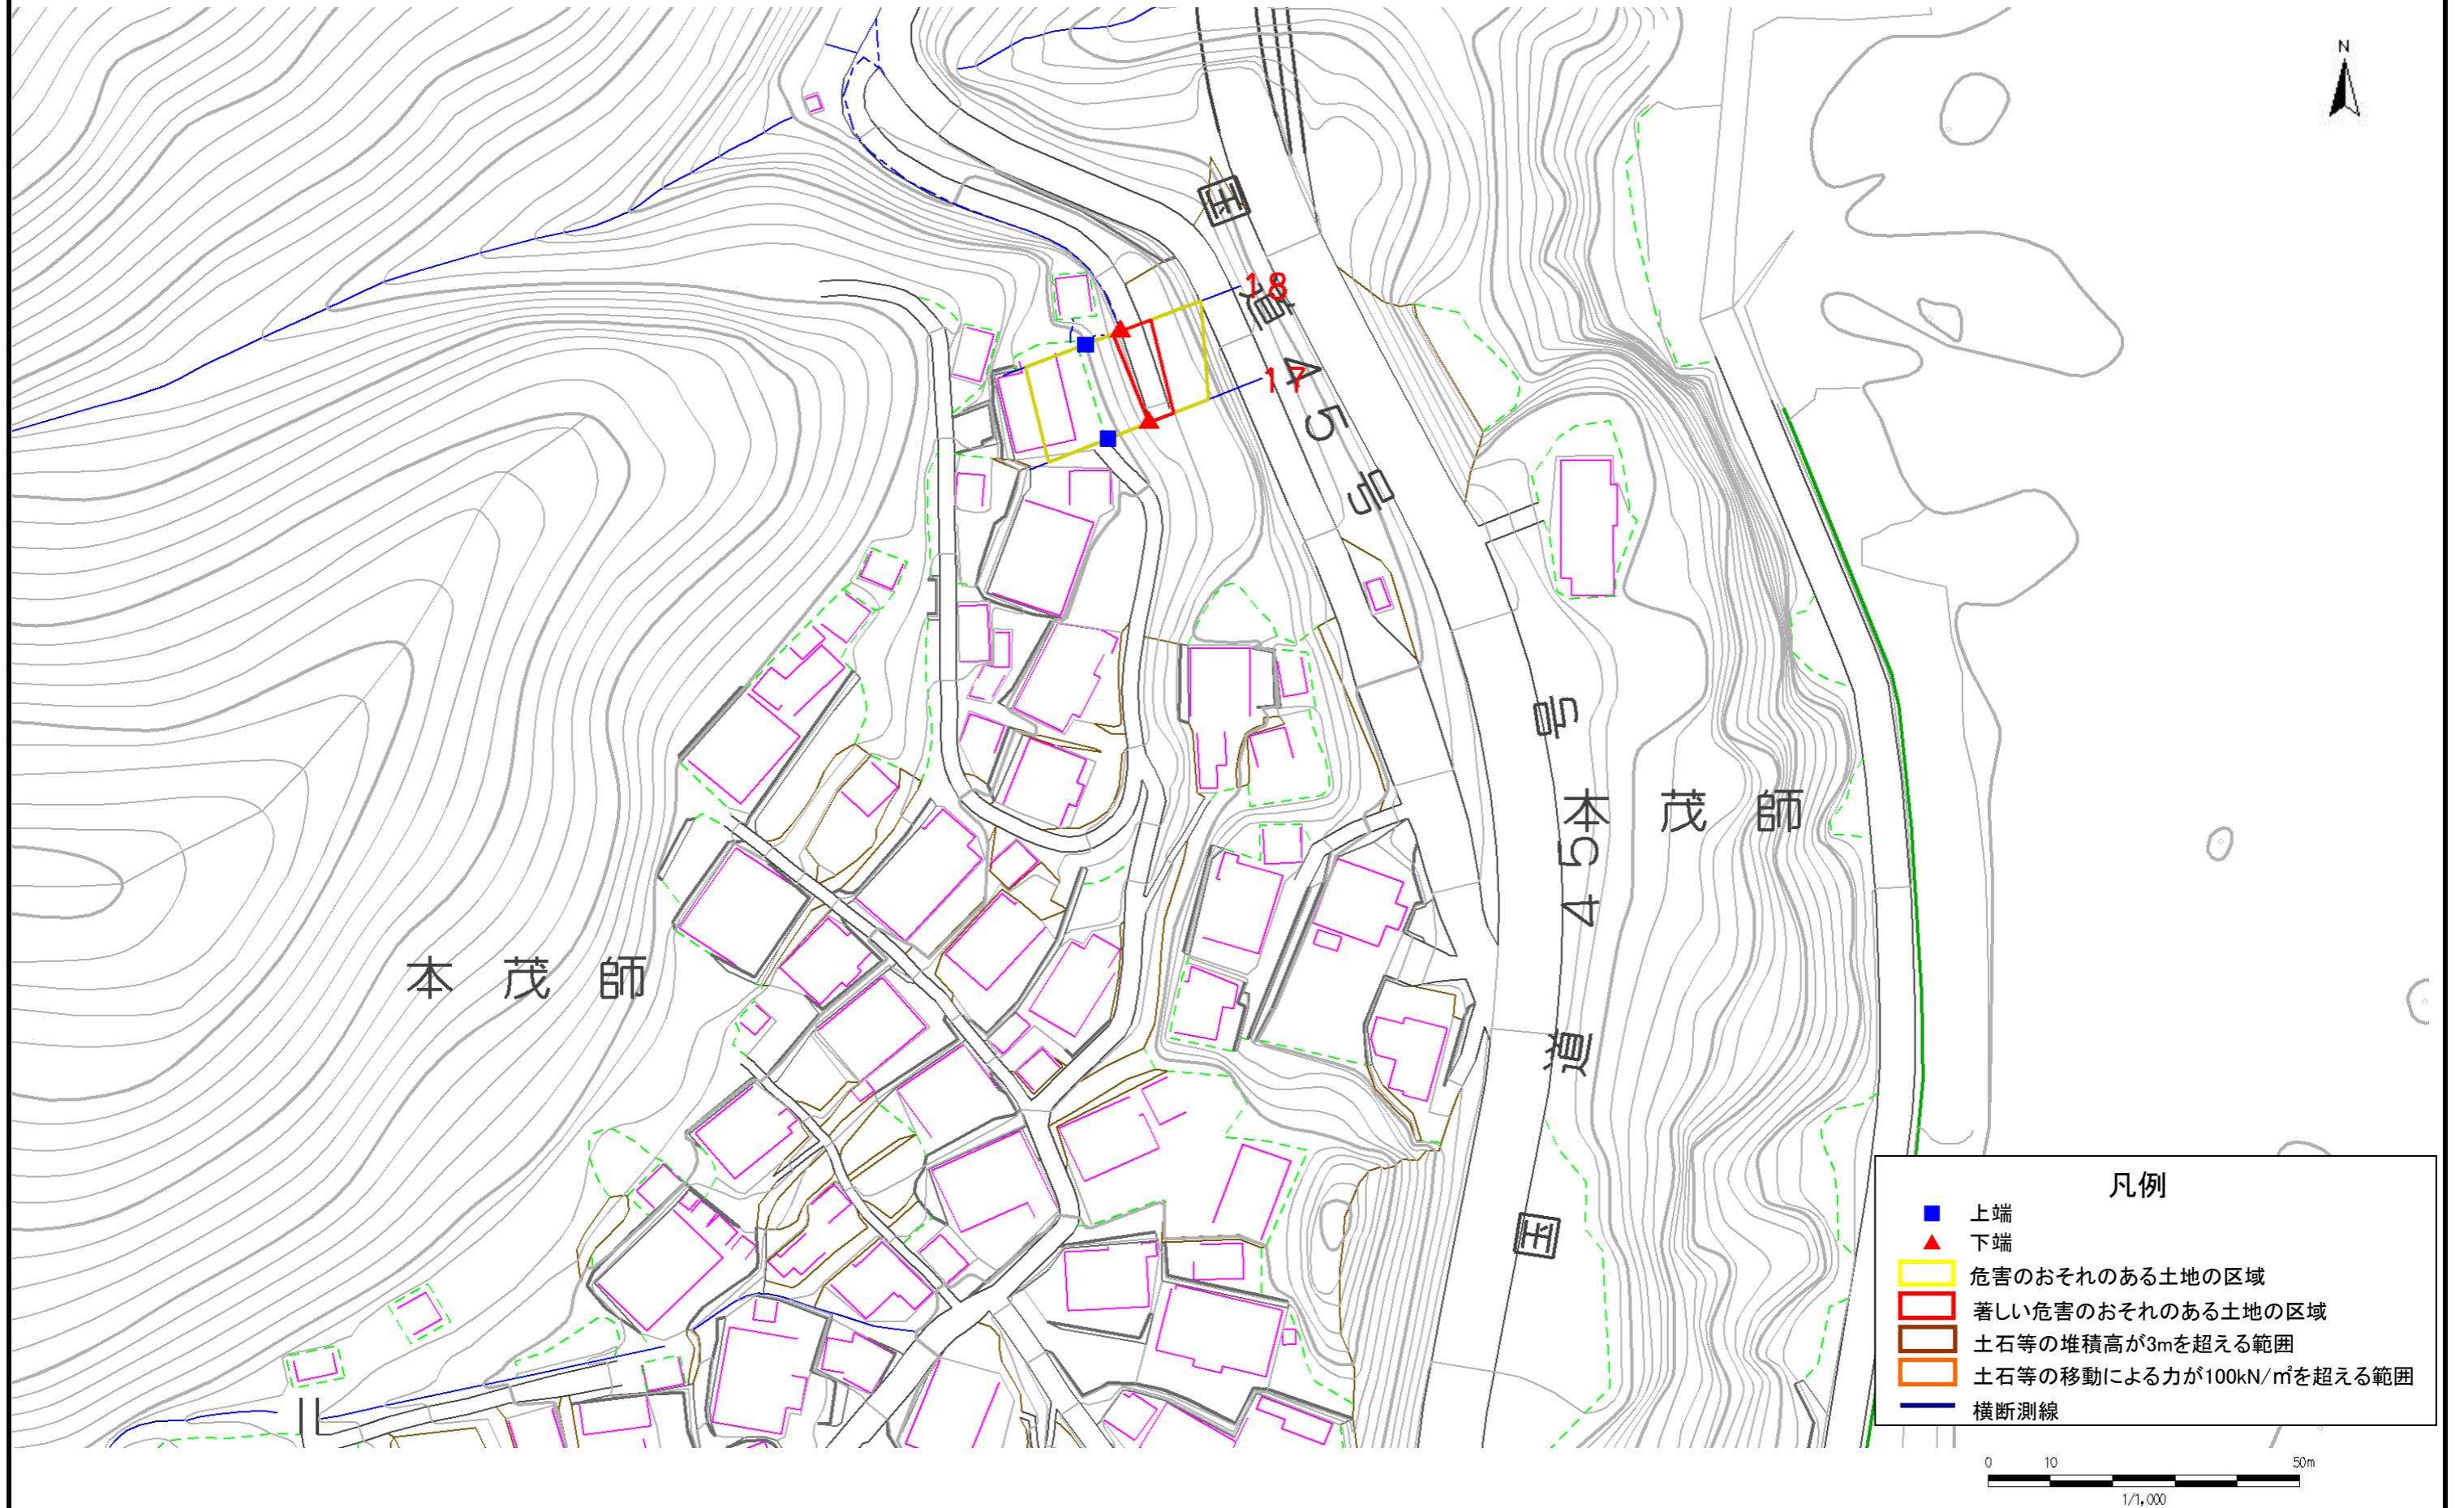 N
国道45号
18
17
国道45号
本茂師
本茂師
凡例
上端
下端
危害のおそれのある土地の区域
著しい危害のおそれのある土地の区域
土石等の堆積高が3mを超える範囲
土石等の移動による力が100kN/㎡を超える範囲
横断測線
0 10 50m
1/1,000